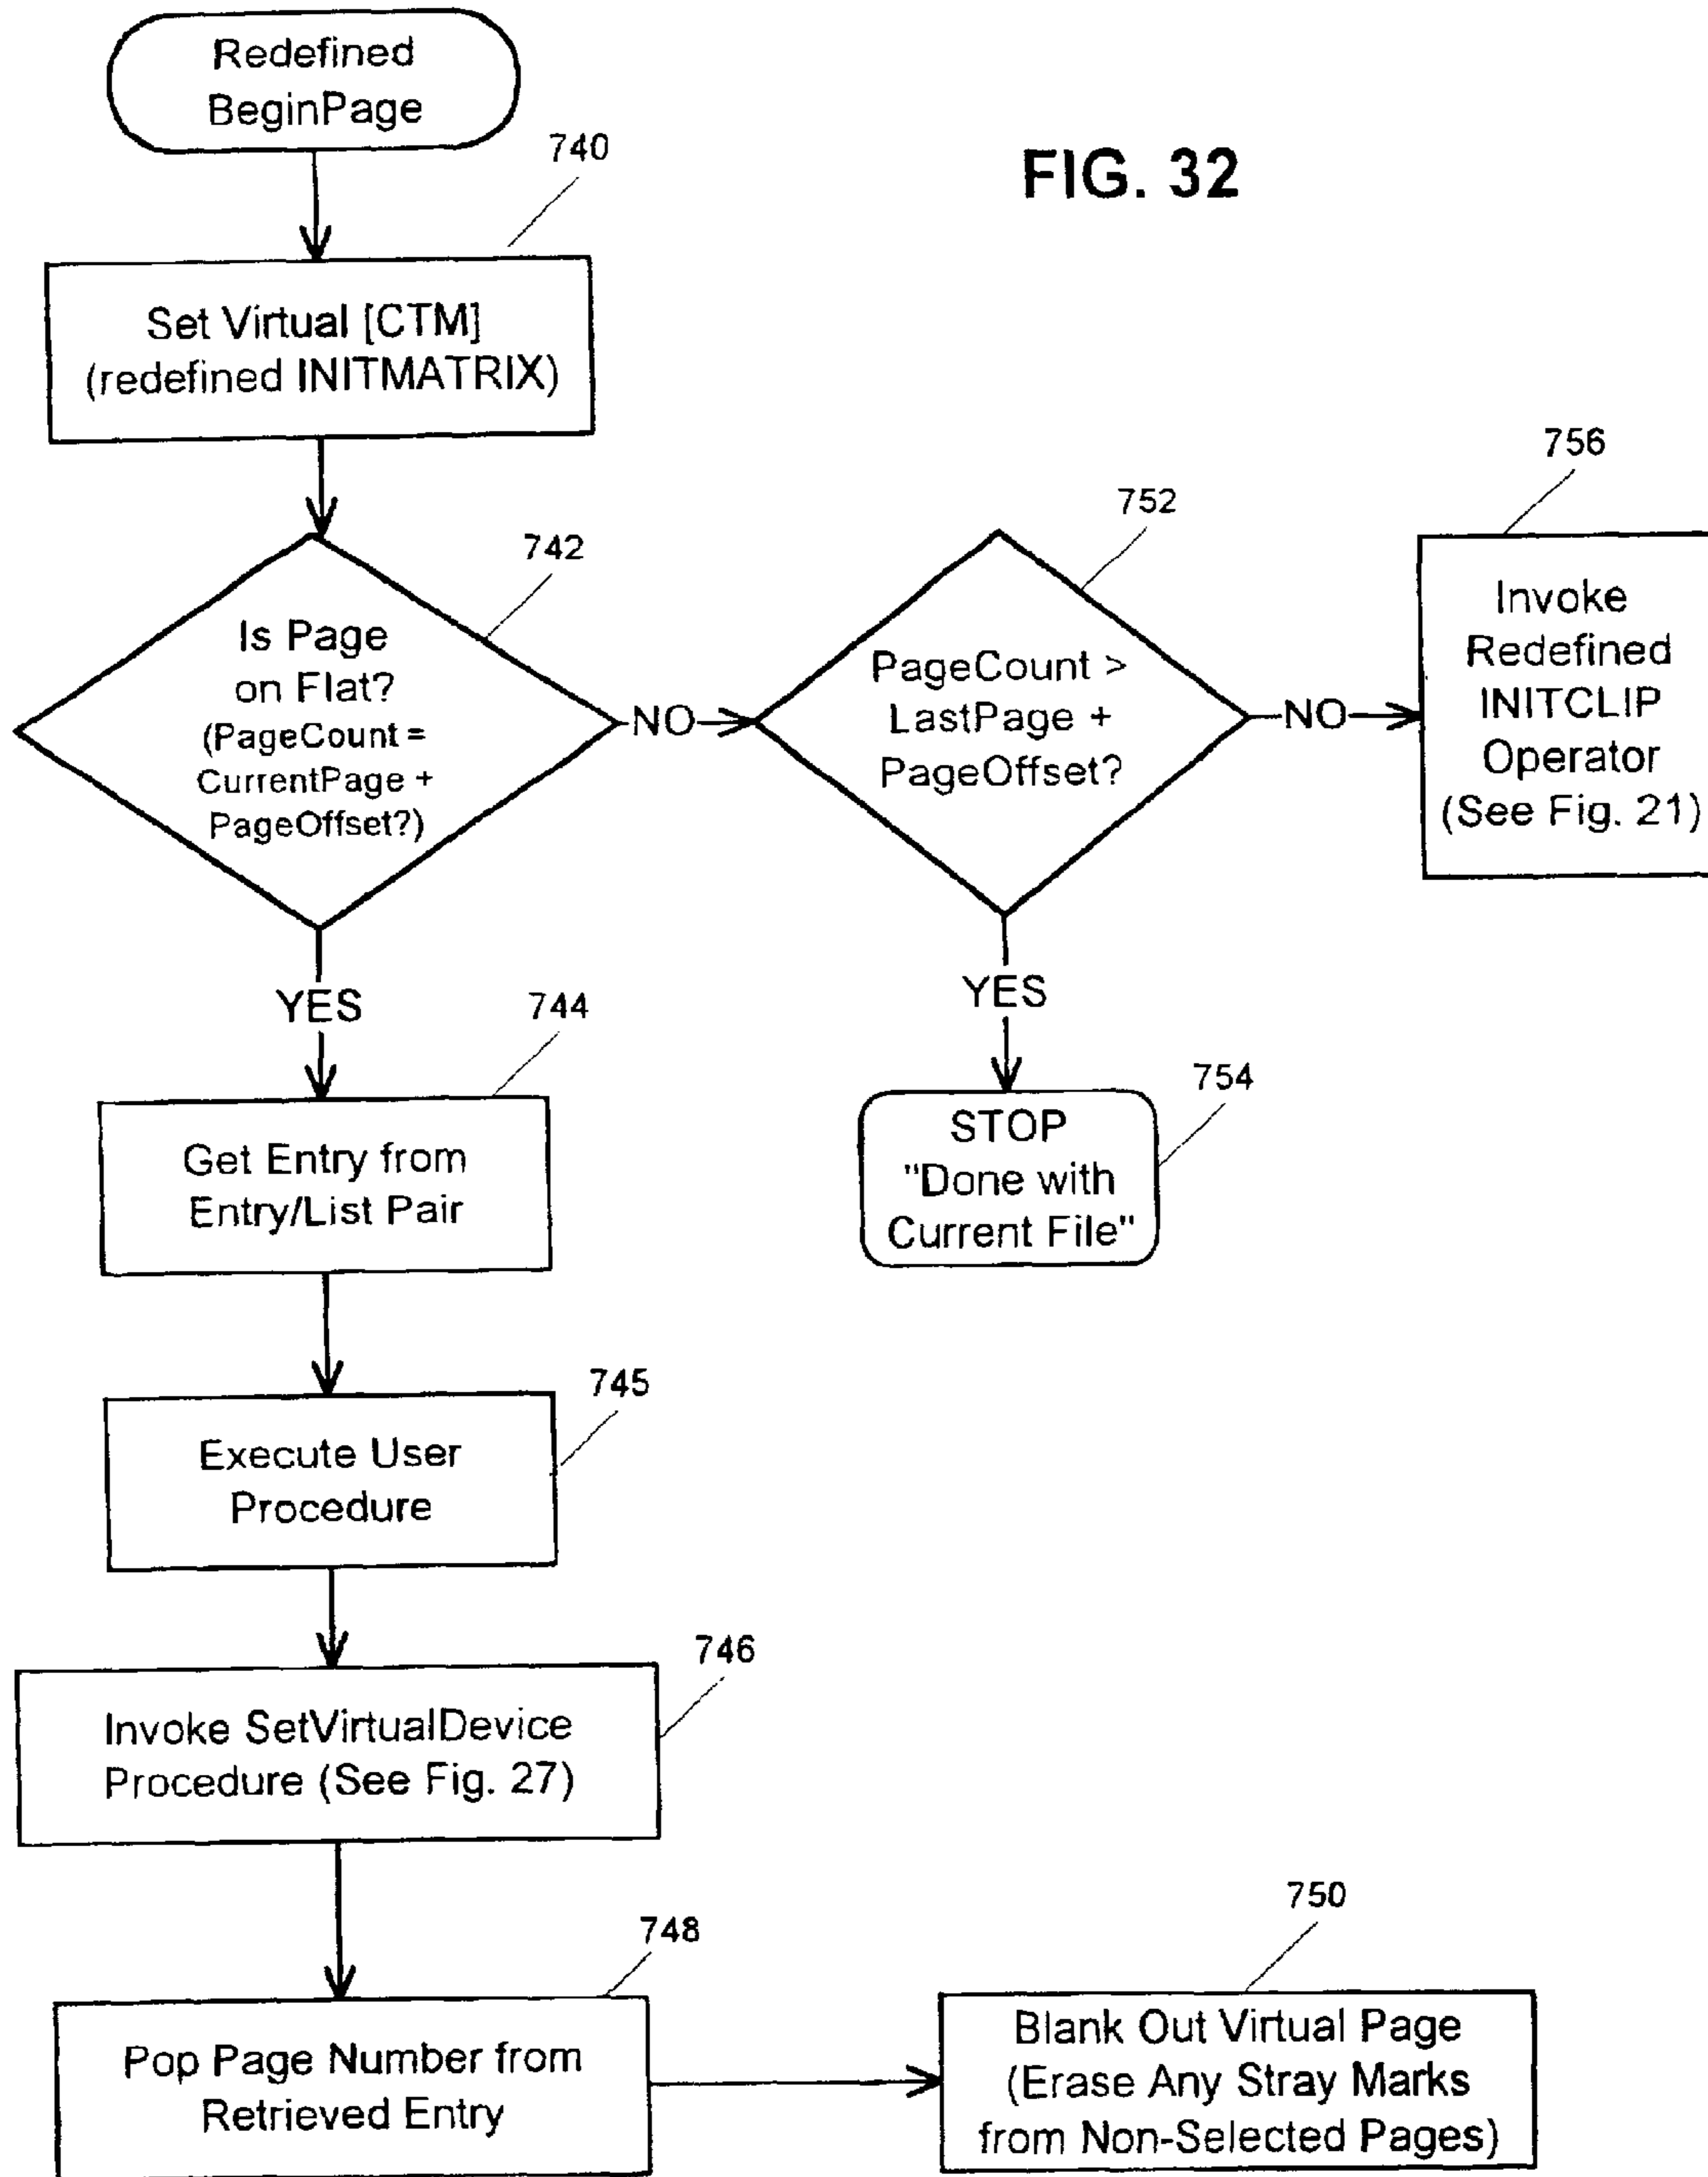 Redefined
BeginPage
FIG. 32
740
Set Virtual [CTM]
(redefined INITMATRIX)
742
Is Page
on Flat?
(PageCount =
CurrentPage +
PageOffset?)
NO
752
PageCount >
LastPage +
PageOffset?
NO
756
Invoke
Redefined
INITCLIP
Operator
(See Fig. 21)
YES
YES
744
Get Entry from
Entry/List Pair
754
STOP
"Done with
Current File"
745
Execute User
Procedure
746
Invoke SetVirtualDevice
Procedure (See Fig. 27)
748
Pop Page Number from
Retrieved Entry
750
Blank Out Virtual Page
(Erase Any Stray Marks
from Non-Selected Pages)